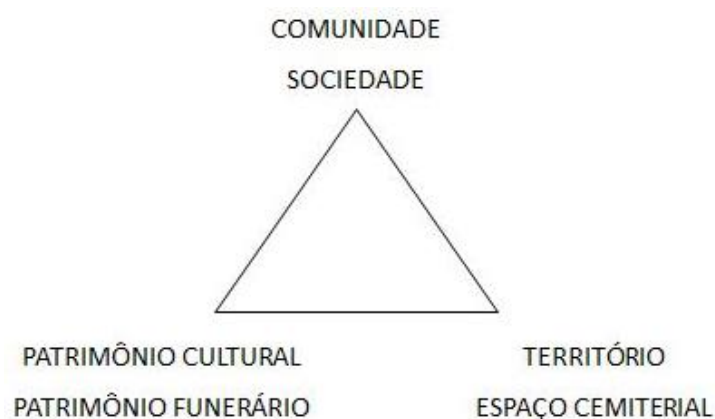 COMUNIDADE
SOCIEDADE
PATRIMÔNIO CULTURAL
TERRITÓRIO
PATRIMÔNIO FUNERÁRIO
ESPAÇO CEMITERIAL